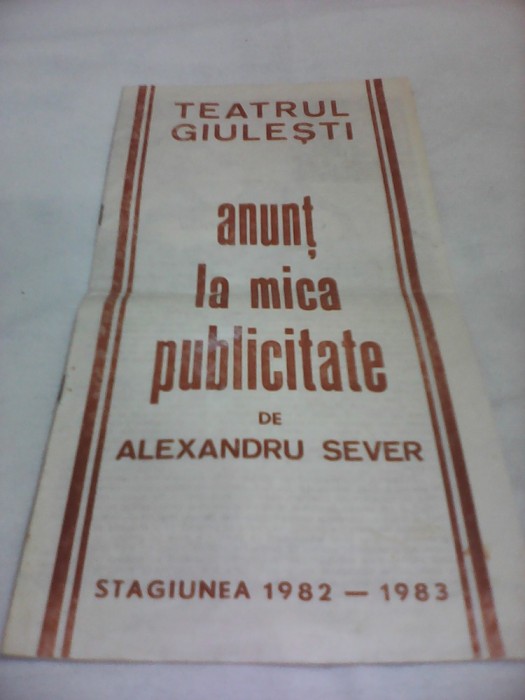 TEATRUL
GIULEȘTI
anunț
la mica
publicitate
DE
ALEXANDRU SEVER
STAGIUNEA 1982 — 1983